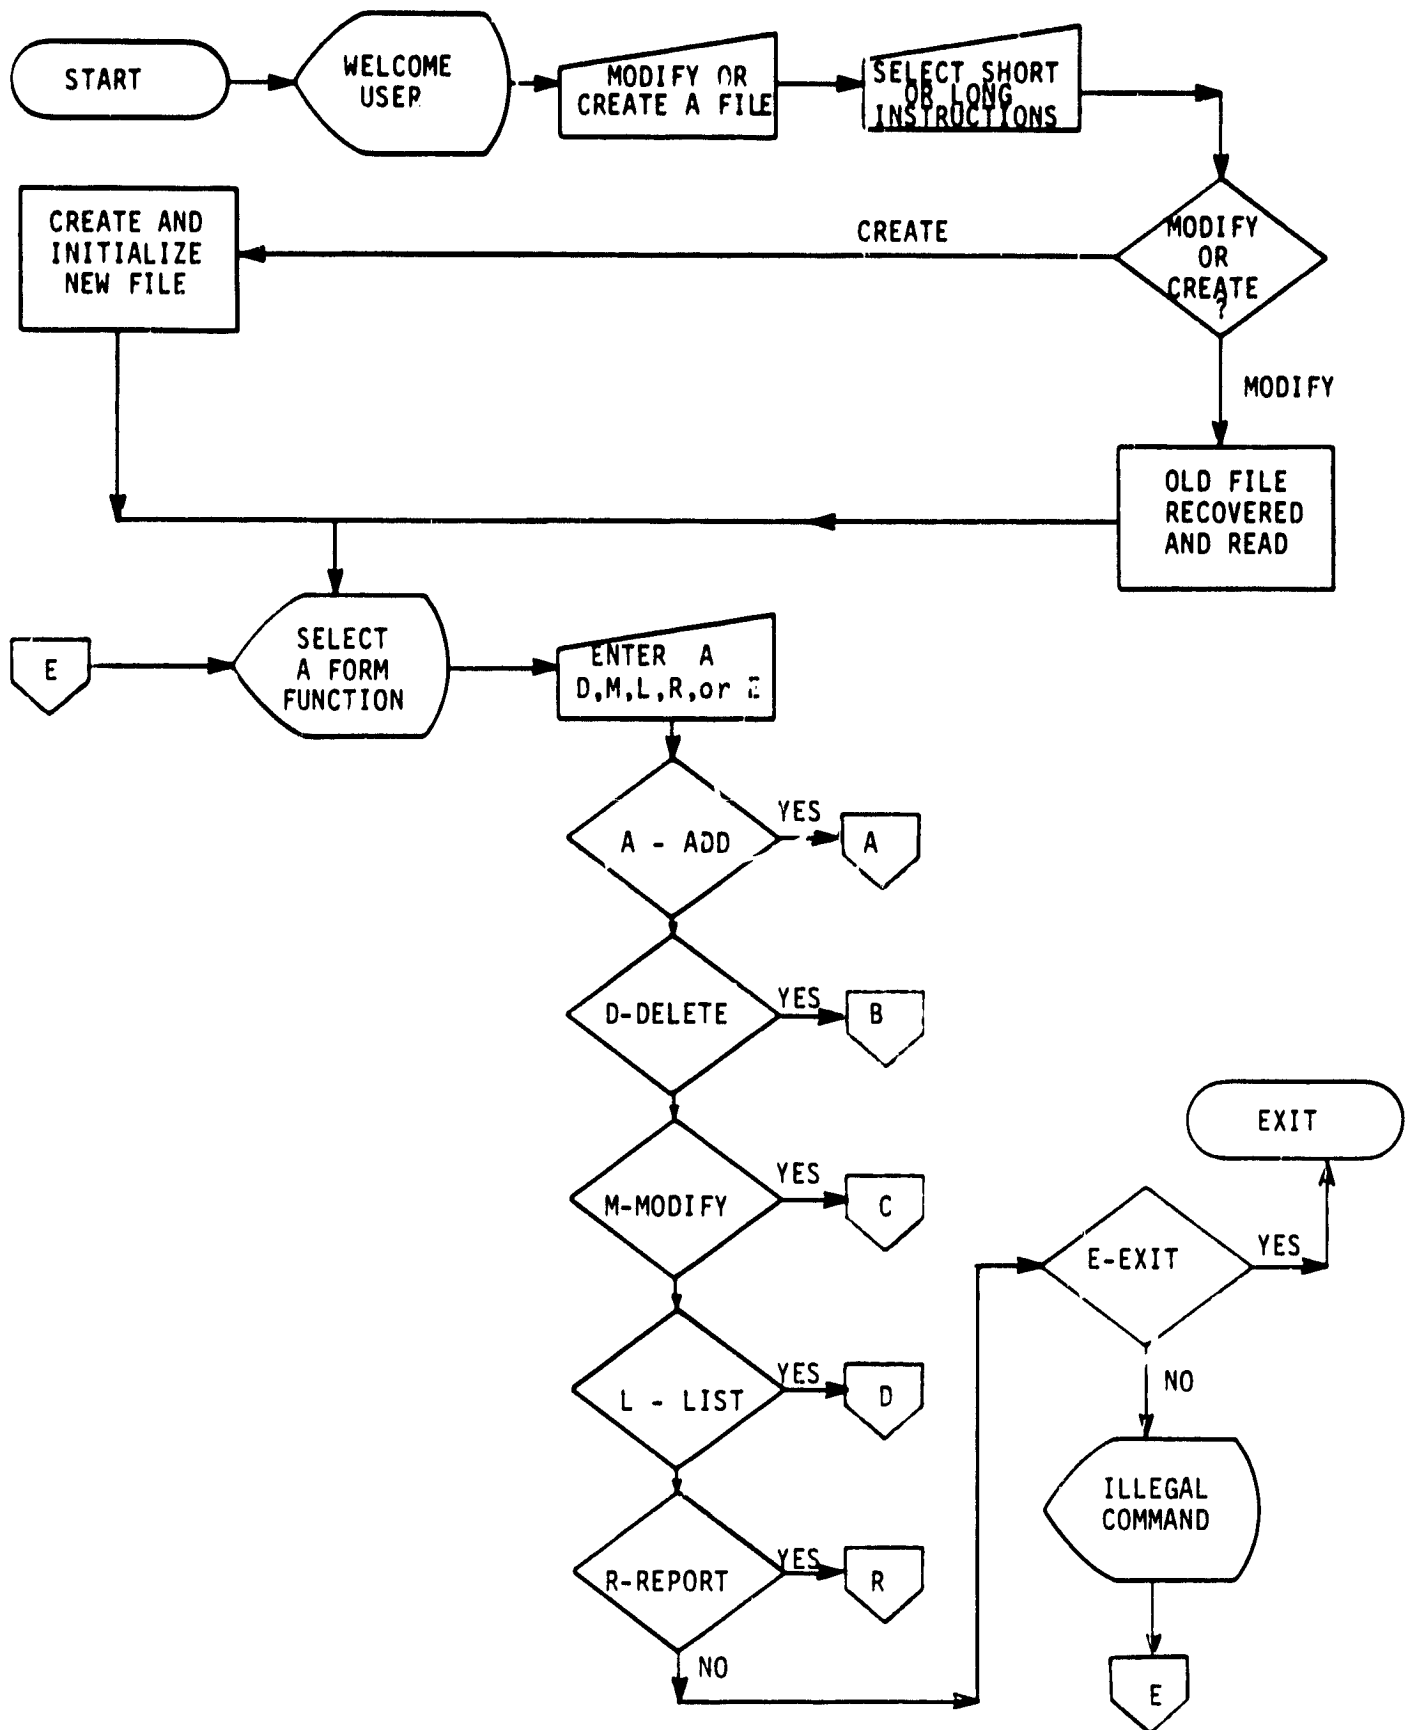 START
WELCOME
USER
MODIFY OR
CREATE A FILE
SELECT SHORT
OR LONG
INSTRUCTIONS
CREATE AND
INITIALIZE
NEW FILE
CREATE
MODIFY
OR
CREATE
?
MODIFY
OLD FILE
RECOVERED
AND READ
E
SELECT
A FORM
FUNCTION
ENTER A
D,M,L,R,or E
A - ADD
YES
A
D-DELETE
YES
B
M-MODIFY
YES
C
L - LIST
YES
D
R-REPORT
YES
R
NO
E-EXIT
YES
EXIT
NO
ILLEGAL
COMMAND
E